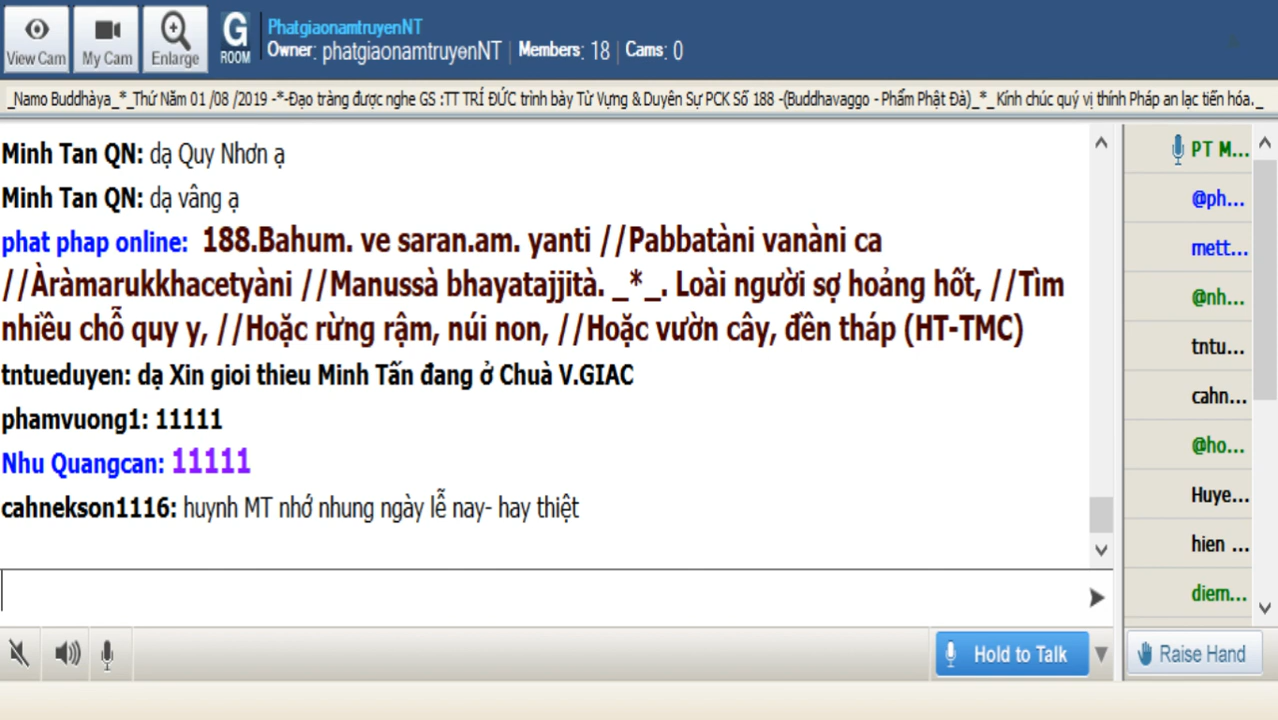 View Cam
My Cam
Enlarge
G
ROOM
PhatgiaonamtruyenNT
Owner: phatgiaonamtruyenNT | Members: 18 | Cams: 0
_Namo Buddhàya_*_Thứ Năm 01 /08 /2019 -*-Đạo tràng được nghe GS :TT TRÍ ĐỨC trình bày Từ Vựng & Duyên Sự PCK Số 188 -(Buddhavaggo - Phẩm Phật Đà)_*_ Kính chúc quý vị thính Pháp an lạc tiến hóa._
Minh Tan QN: dạ Quy Nhơn ạ
Minh Tan QN: dạ vâng ạ
phat phap online: 188.Bahum. ve saran.am. yanti //Pabbatàni vanàni ca
//Àràmarukkhacetyàni //Manussà bhayatajjità. _*_. Loài người sợ hoảng hốt, //Tìm
nhiều chỗ quy y, //Hoặc rừng rậm, núi non, //Hoặc vườn cây, đền tháp (HT-TMC)
tntueduyen: dạ Xin gioi thieu Minh Tấn đang ở Chuà V.GIAC
phamvuong1: 11111
Nhu Quangcan: 11111
cahnekson1116: huynh MT nhớ nhung ngày lễ nay- hay thiệt
PT M...
@ph...
mett...
@nh...
tntu...
cahn...
@ho...
Huye...
hien ...
diem...
Hold to Talk
Raise Hand